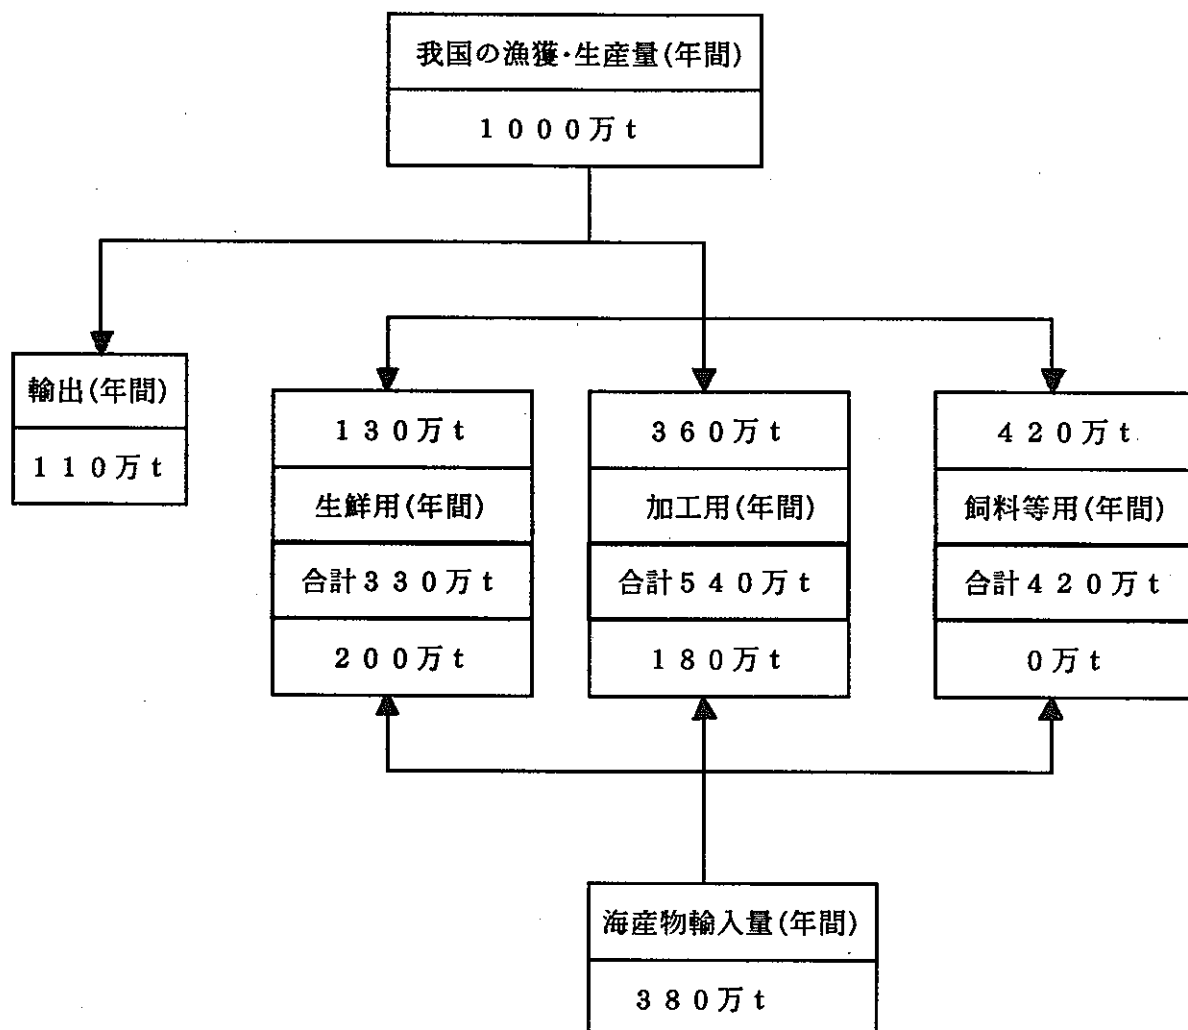 我国の漁獲・生産量(年間)
1000万t
輸出(年間)
110万t
130万t
生鮮用(年間)
合計330万t
200万t
360万t
加工用(年間)
合計540万t
180万t
420万t
飼料等用(年間)
合計420万t
0万t
海産物輸入量(年間)
380万t